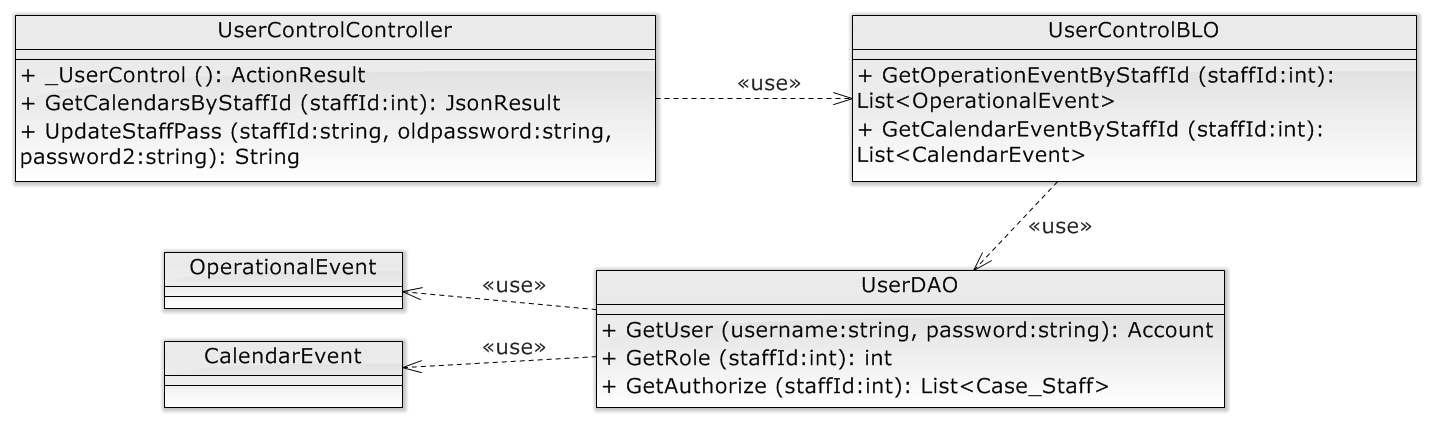 UserControlController
+ _UserControl (): ActionResult
+ GetCalendarsByStaffId (staffId:int): JsonResult
+ UpdateStaffPass (staffId:string, oldpassword:string,
password2:string): String
«use»
UserControlBLO
+ GetOperationEventByStaffId (staffId:int):
List<OperationalEvent>
+ GetCalendarEventByStaffId (staffId:int):
List<CalendarEvent>
«use»
OperationalEvent
«use»
CalendarEvent
«use»
UserDAO
+ GetUser (username:string, password:string): Account
+ GetRole (staffId:int): int
+ GetAuthorize (staffId:int): List<Case_Staff>